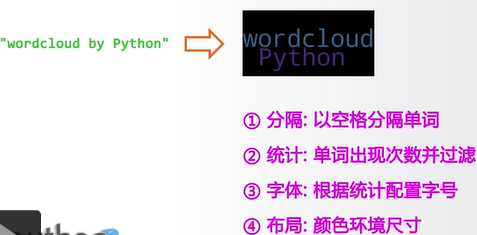 "wordcloud by Python"
wordcloud
Python
① 分隔: 以空格分隔单词
② 统计: 单词出现次数并过滤
③ 字体: 根据统计配置字号
④ 布局: 颜色环境尺寸